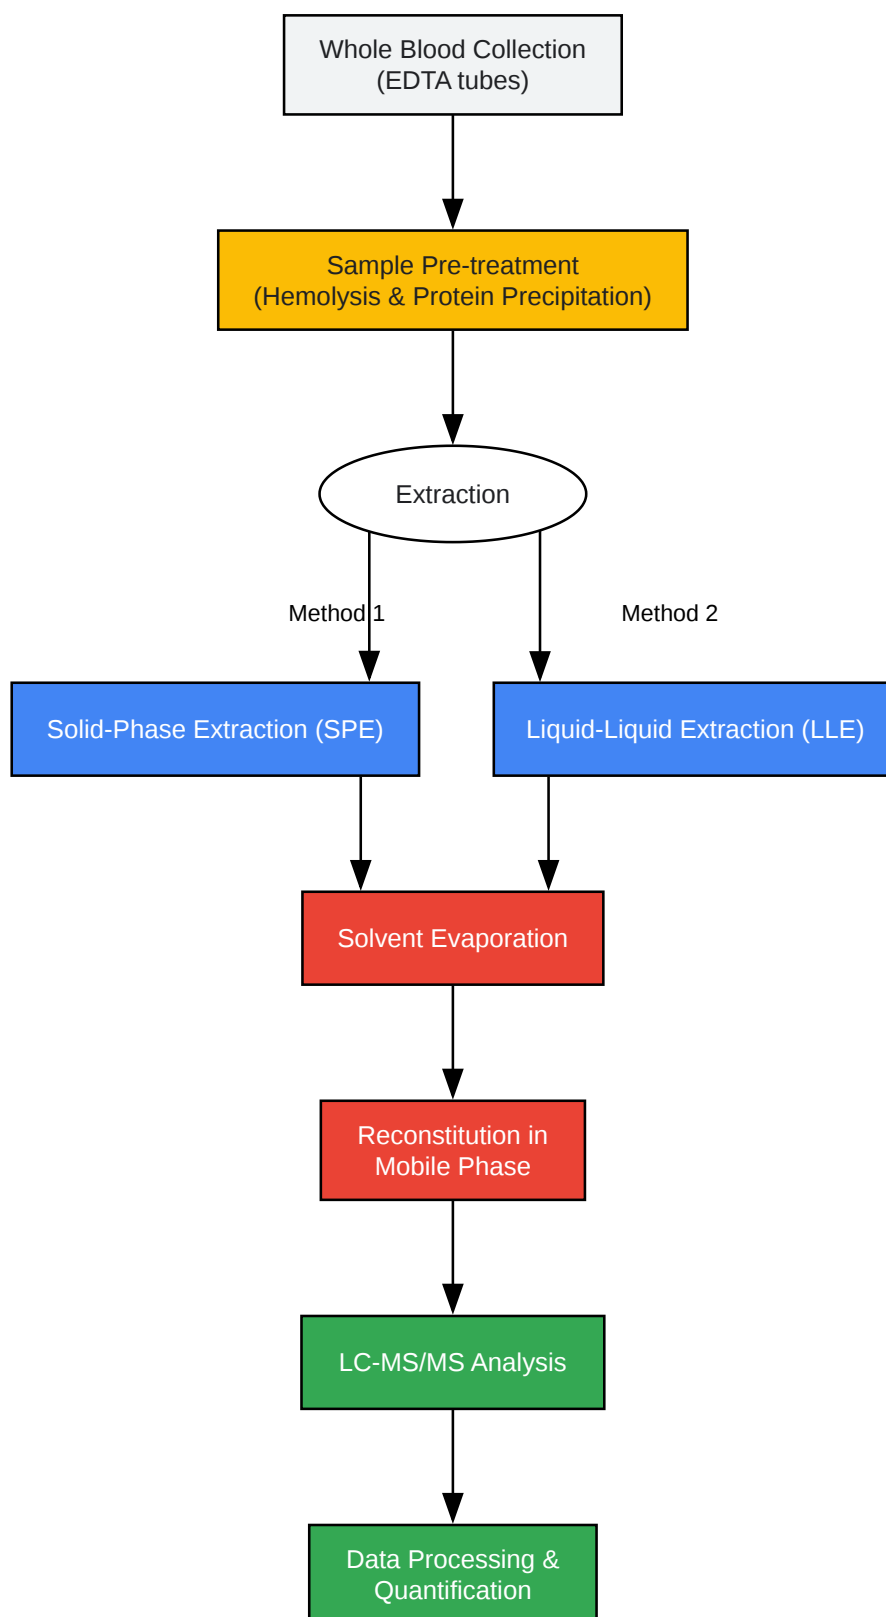 Whole Blood Collection
(EDTA tubes)
Sample Pre-treatment
(Hemolysis & Protein Precipitation)
Extraction
Method 1
Method 2
Solid-Phase Extraction (SPE)
Liquid-Liquid Extraction (LLE)
Solvent Evaporation
Reconstitution in
Mobile Phase
LC-MS/MS Analysis
Data Processing &
Quantification